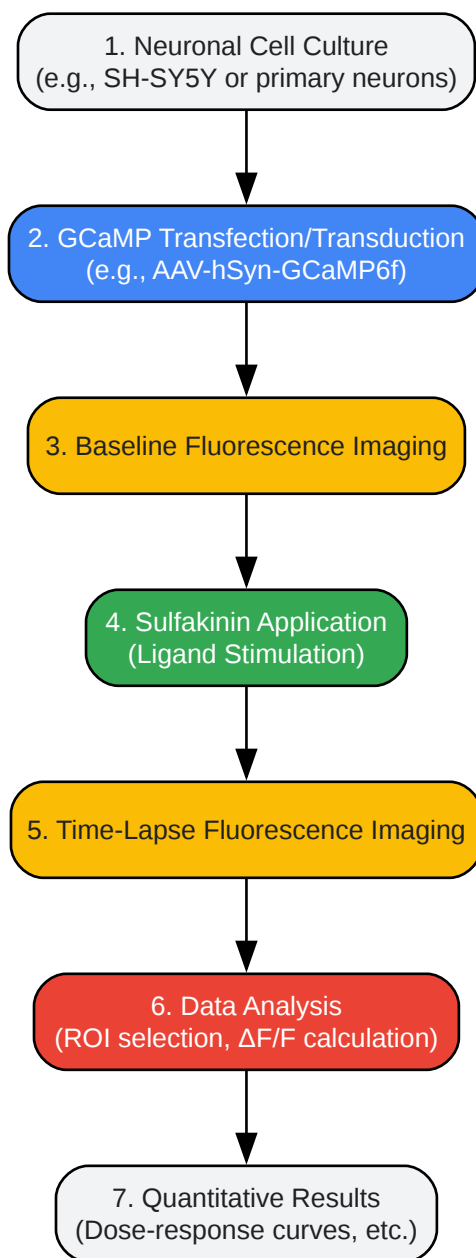 1. Neuronal Cell Culture
(e.g., SH-SY5Y or primary neurons)
2. GCaMP Transfection/Transduction
(e.g., AAV-hSyn-GCaMP6f)
3. Baseline Fluorescence Imaging
4. Sulfakinin Application
(Ligand Stimulation)
5. Time-Lapse Fluorescence Imaging
6. Data Analysis
(ROI selection, ΔF/F calculation)
7. Quantitative Results
(Dose-response curves, etc.)